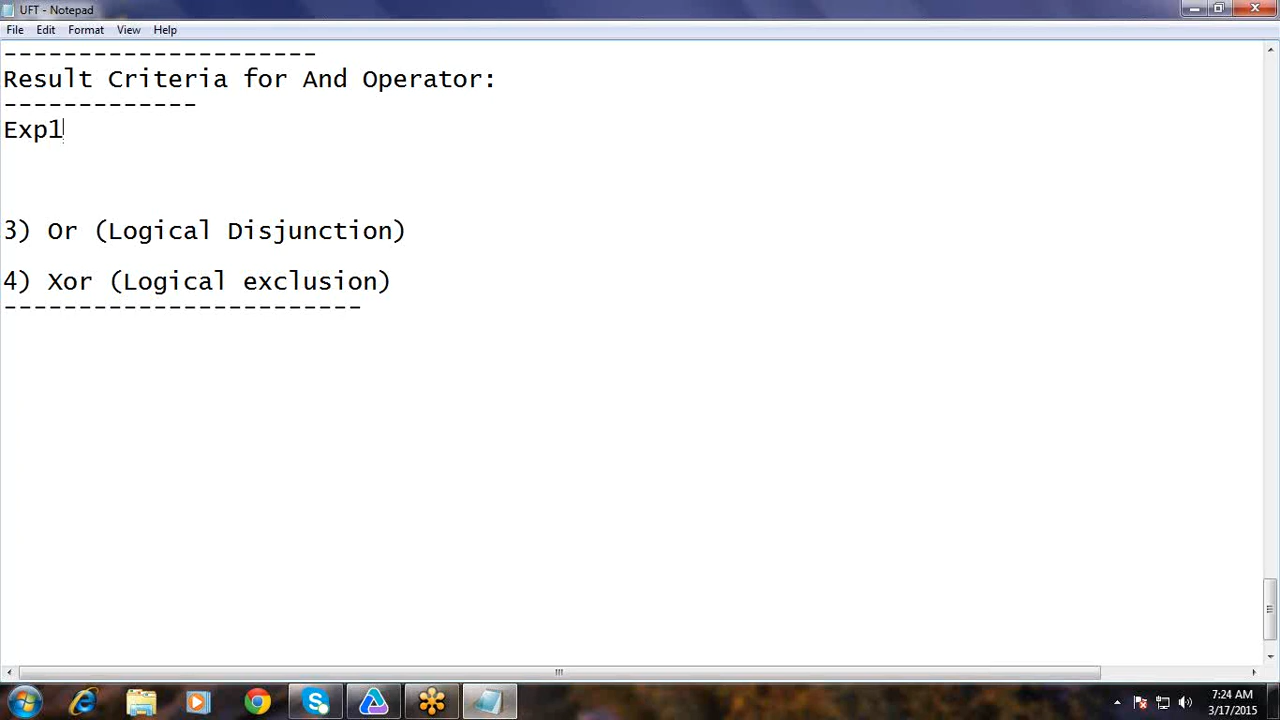 UFT - Notepad
File Edit Format View Help
---------------------
Result Criteria for And Operator:
-------------
Exp1
3) Or (Logical Disjunction)
4) Xor (Logical exclusion)
------------------------
7:24 AM
3/17/2015